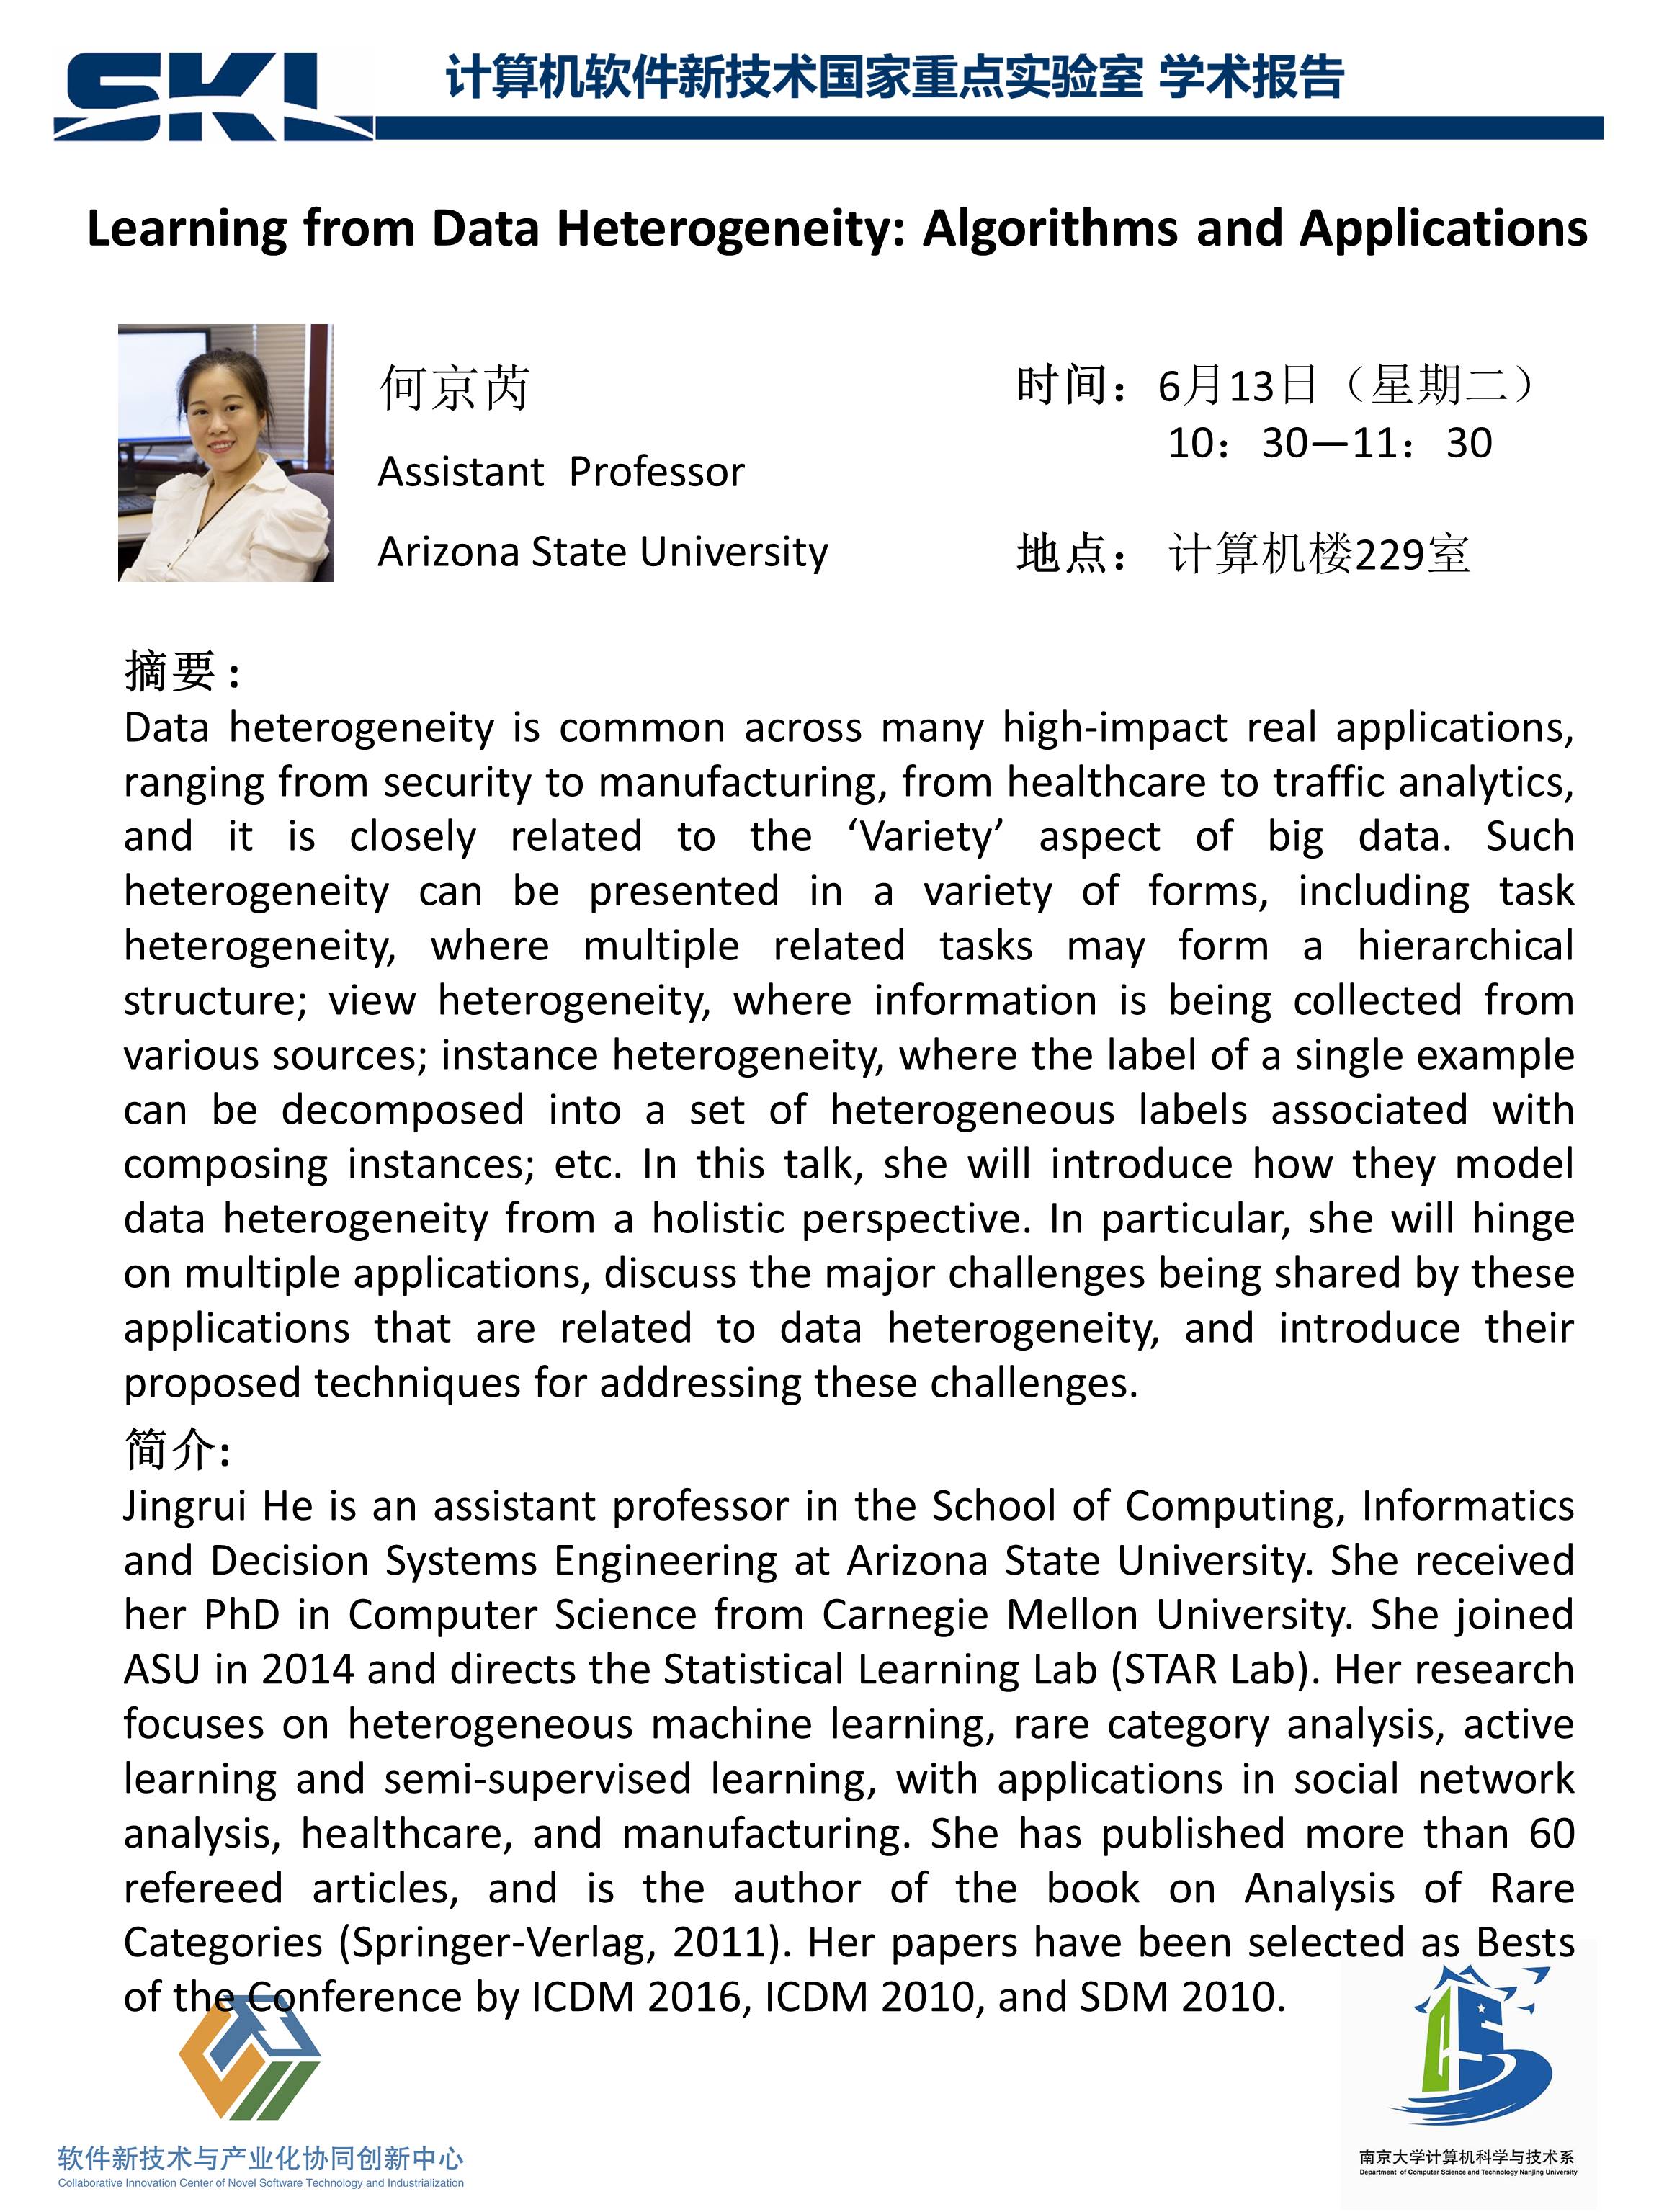 SKL
计算机软件新技术国家重点实验室 学术报告
Learning from Data Heterogeneity: Algorithms and Applications
何京芮
Assistant Professor
Arizona State University
时间：6月13日（星期二）
10：30—11：30
地点： 计算机楼229室
摘要：
Data heterogeneity is common across many high-impact real applications,
ranging from security to manufacturing, from healthcare to traffic analytics,
and it is closely related to the ‘Variety’ aspect of big data. Such
heterogeneity can be presented in a variety of forms, including task
heterogeneity, where multiple related tasks may form a hierarchical
structure; view heterogeneity, where information is being collected from
various sources; instance heterogeneity, where the label of a single example
can be decomposed into a set of heterogeneous labels associated with
composing instances; etc. In this talk, she will introduce how they model
data heterogeneity from a holistic perspective. In particular, she will hinge
on multiple applications, discuss the major challenges being shared by these
applications that are related to data heterogeneity, and introduce their
proposed techniques for addressing these challenges.
简介:
Jingrui He is an assistant professor in the School of Computing, Informatics
and Decision Systems Engineering at Arizona State University. She received
her PhD in Computer Science from Carnegie Mellon University. She joined
ASU in 2014 and directs the Statistical Learning Lab (STAR Lab). Her research
focuses on heterogeneous machine learning, rare category analysis, active
learning and semi-supervised learning, with applications in social network
analysis, healthcare, and manufacturing. She has published more than 60
refereed articles, and is the author of the book on Analysis of Rare
Categories (Springer-Verlag, 2011). Her papers have been selected as Bests
of the Conference by ICDM 2016, ICDM 2010, and SDM 2010.
软件新技术与产业化协同创新中心
Collaborative Innovation Center of Novel Software Technology and Industrialization
南京大学计算机科学与技术系
Department of Computer Science and Technology Nanjing University